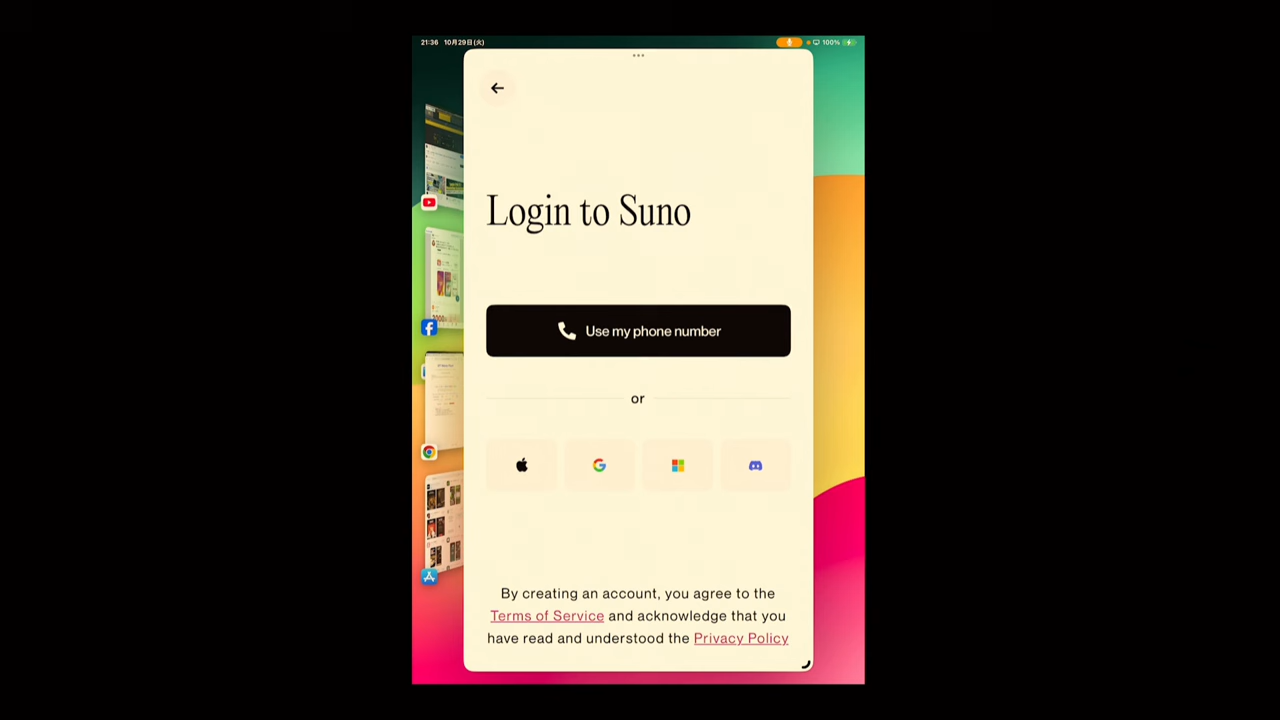 21:36 10月29日(火)
100%
Login to Suno
Use my phone number
or
By creating an account, you agree to the
Terms of Service and acknowledge that you
have read and understood the Privacy Policy